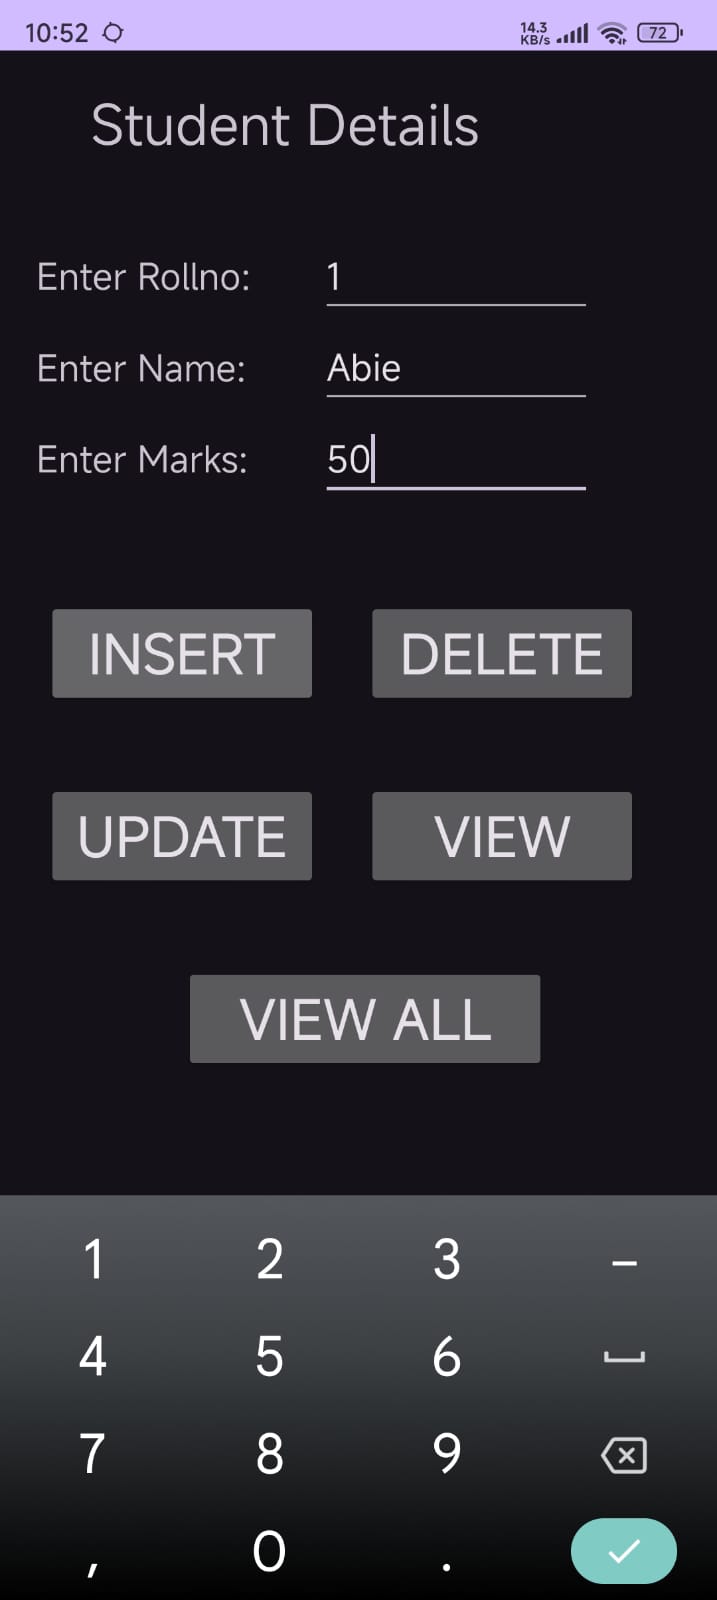 10:52 14.3 KB/s 72
Student Details
Enter Rollno: 1
Enter Name: Abie
Enter Marks: 50
INSERT DELETE
UPDATE VIEW
VIEW ALL
1 2 3 –
4 5 6
7 8 9
, 0 .